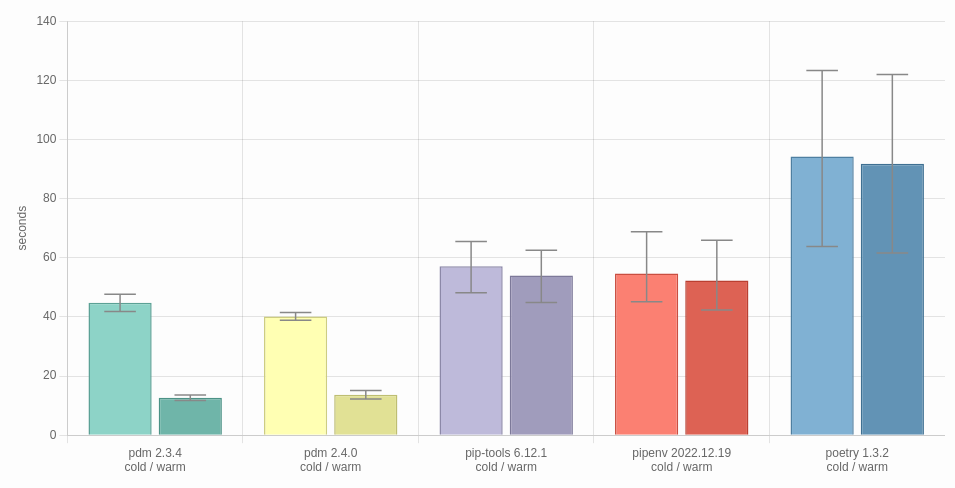 140
120
100
80
60
40
20
0
seconds
pdm 2.3.4
cold / warm
pdm 2.4.0
cold / warm
pip-tools 6.12.1
cold / warm
pipenv 2022.12.19
cold / warm
poetry 1.3.2
cold / warm